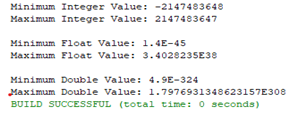 Minimum Integer Value: -2147483648
Maximum Integer Value: 2147483647
Minimum Float Value: 1.4E-45
Maximum Float Value: 3.4028235E38
Minimum Double Value: 4.9E-324
Maximum Double Value: 1.7976931348623157E308
BUILD SUCCESSFUL (total time: 0 seconds)